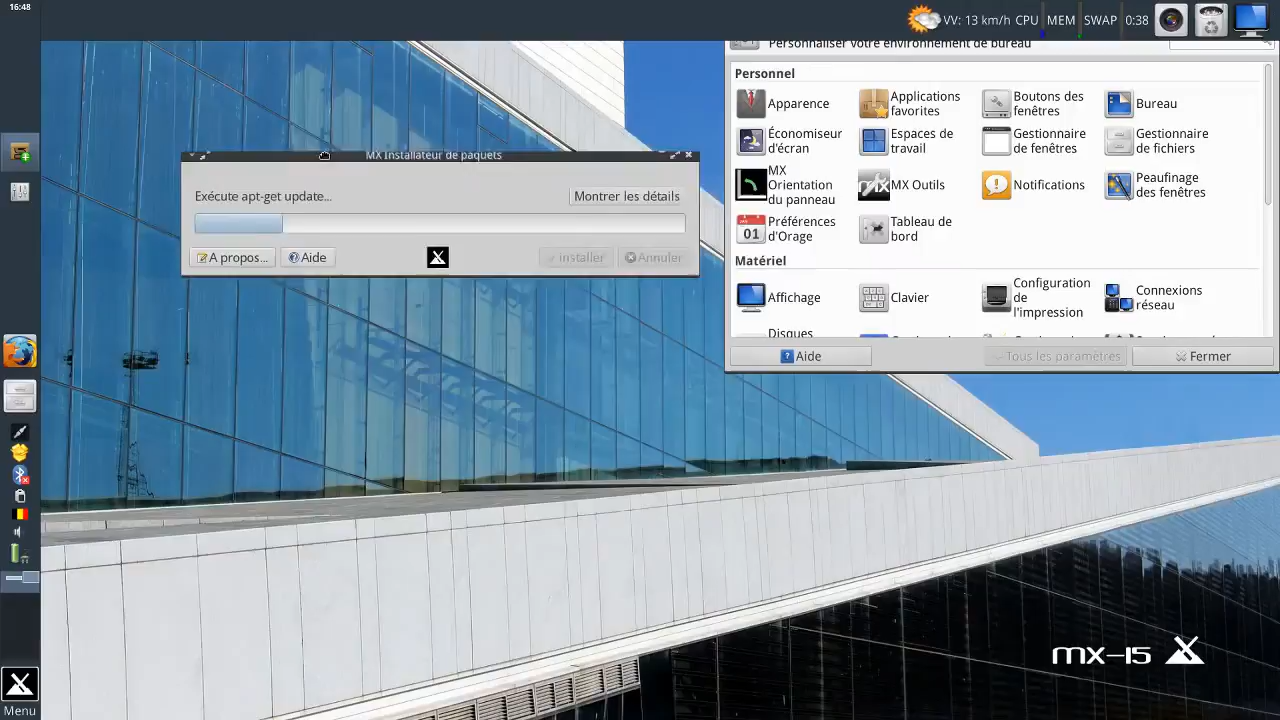 16:48
VV: 13 km/h CPU MEM SWAP 0:38
Personnaliser votre environnement de bureau
Personnel
Apparence
Applications
favorites
Boutons des
fenêtres
Bureau
Économiseur
d'écran
Espaces de
travail
Gestionnaire
de fenêtres
Gestionnaire
de fichiers
MX
Orientation
du panneau
MX Outils
Notifications
Peaufinage
des fenêtres
01
Préférences
d'Orage
Tableau de
bord
Matériel
Affichage
Clavier
Configuration
de
l'impression
Connexions
réseau
Disques
Aide
Tous les paramètres
Fermer
MX Installateur de paquets
Exécute apt-get update...
Montrer les détails
A propos...
Aide
installer
Annuler
mx-15
Menu